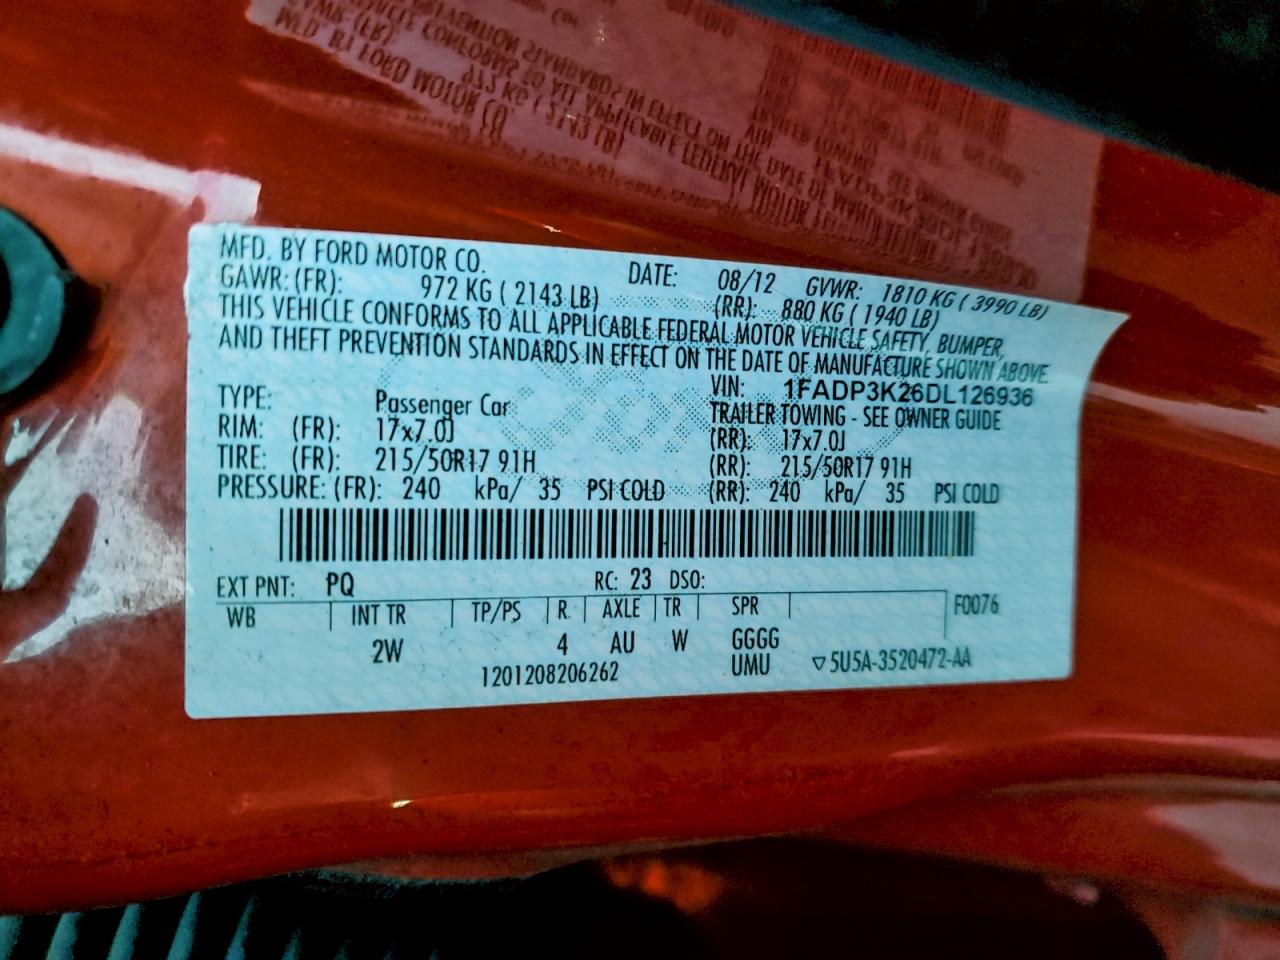 MFD. BY FORD MOTOR CO.
DATE: 08/12 GVWR: 1810 KG ( 3990 LB)
GAWR: (FR): 972 KG ( 2143 LB) (RR): 880 KG ( 1940 LB)
THIS VEHICLE CONFORMS TO ALL APPLICABLE FEDERAL MOTOR VEHICLE SAFETY, BUMPER,
AND THEFT PREVENTION STANDARDS IN EFFECT ON THE DATE OF MANUFACTURE SHOWN ABOVE.
VIN: 1FADP3K26DL126936
TYPE: Passenger Car TRAILER TOWING - SEE OWNER GUIDE
RIM: (FR): 17x7.0J (RR): 17x7.0J
TIRE: (FR): 215/50R17 91H (RR): 215/50R17 91H
PRESSURE: (FR): 240 kPa/ 35 PSI COLD (RR): 240 kPa/ 35 PSI COLD
EXT PNT: PQ RC: 23 DSO:
WB INT TR TP/PS R. AXLE TR SPR F0076
2W 4 AU W GGGG
1201208206262 UMU ▽5U5A-3520472-AA